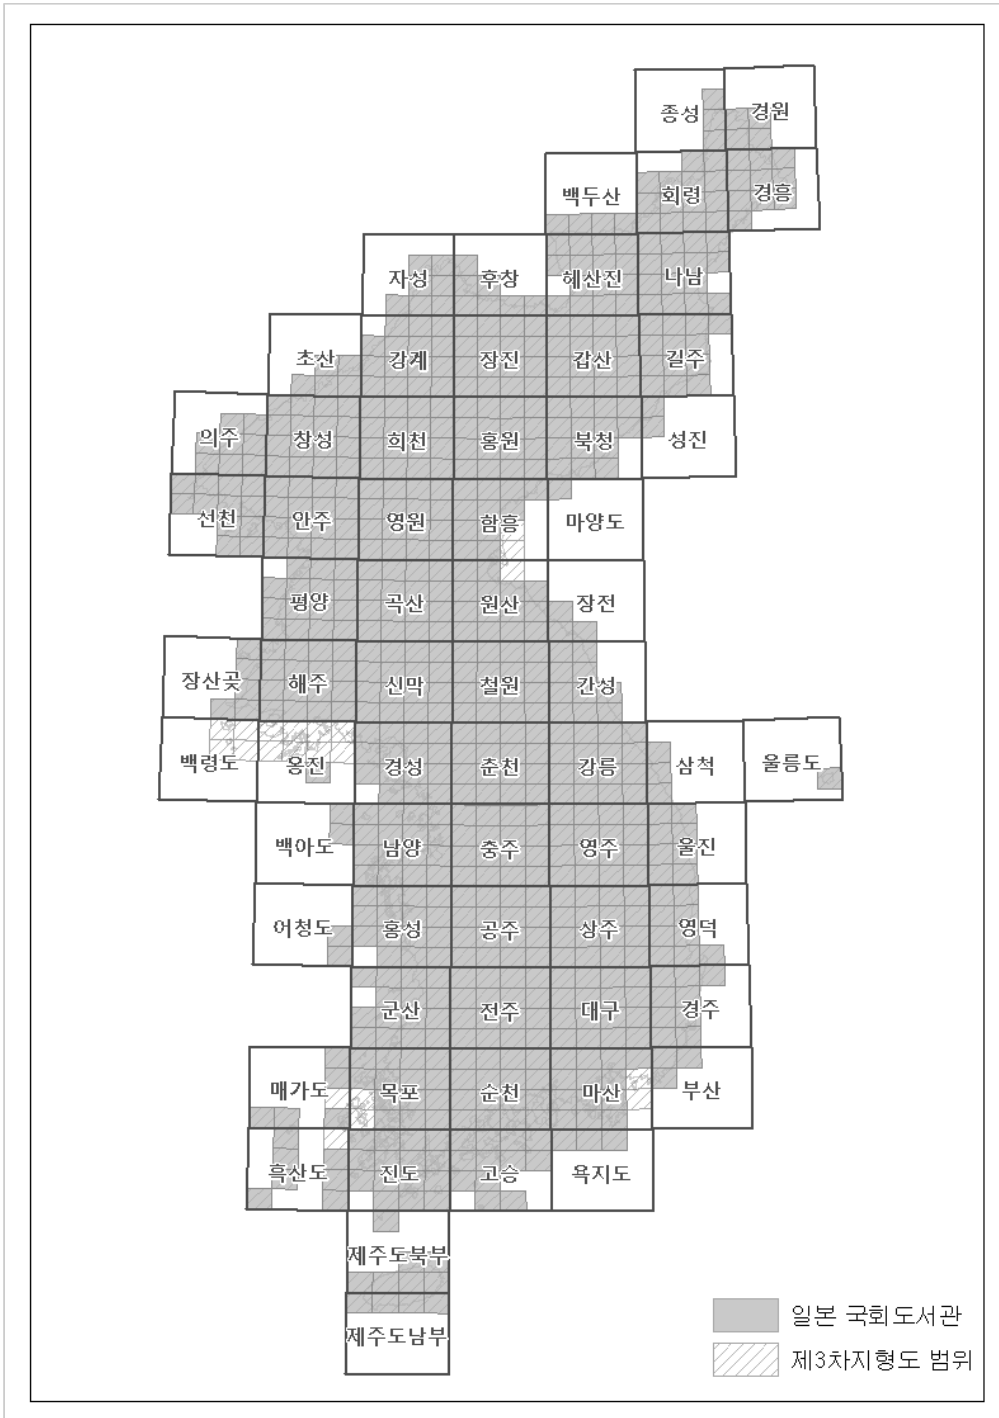 종성 경원
백두산 회령 경흥
자성 후창 혜산진 나남
초산 강계 장진 갑산 길주
의주 창성 희천 홍원 북청 성진
선천 안주 영원 함흥 마양도
평양 곡산 원산 장전
장산곶 해주 신막 철원 간성
백령도 옹진 경성 춘천 강릉 삼척 울릉도
백아도 남양 충주 영주 울진
어청도 홍성 공주 상주 영덕
군산 전주 대구 경주
매가도 목포 순천 마산 부산
흑산도 진도 고승 욕지도
제주도북부
제주도남부
일본 국회도서관
제3차지형도 범위